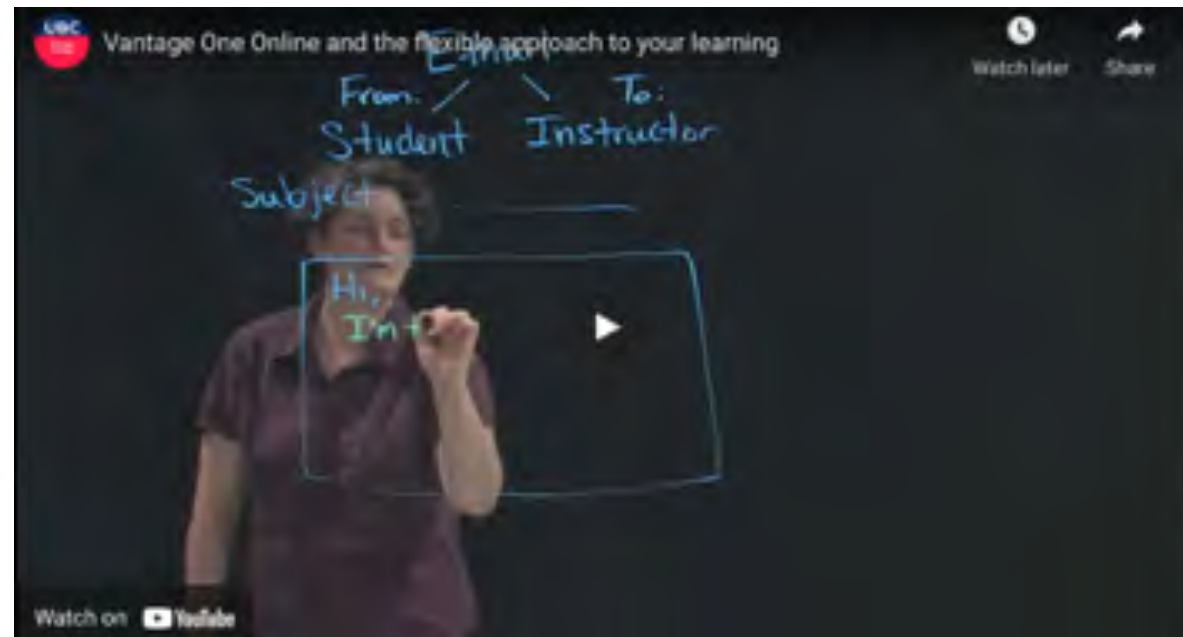 UBC
Vantage One Online and the flexible approach to your learning
Watch later
Share
From:
To:
Student
Instructor
Subject
Hi,
Watch on YouTube